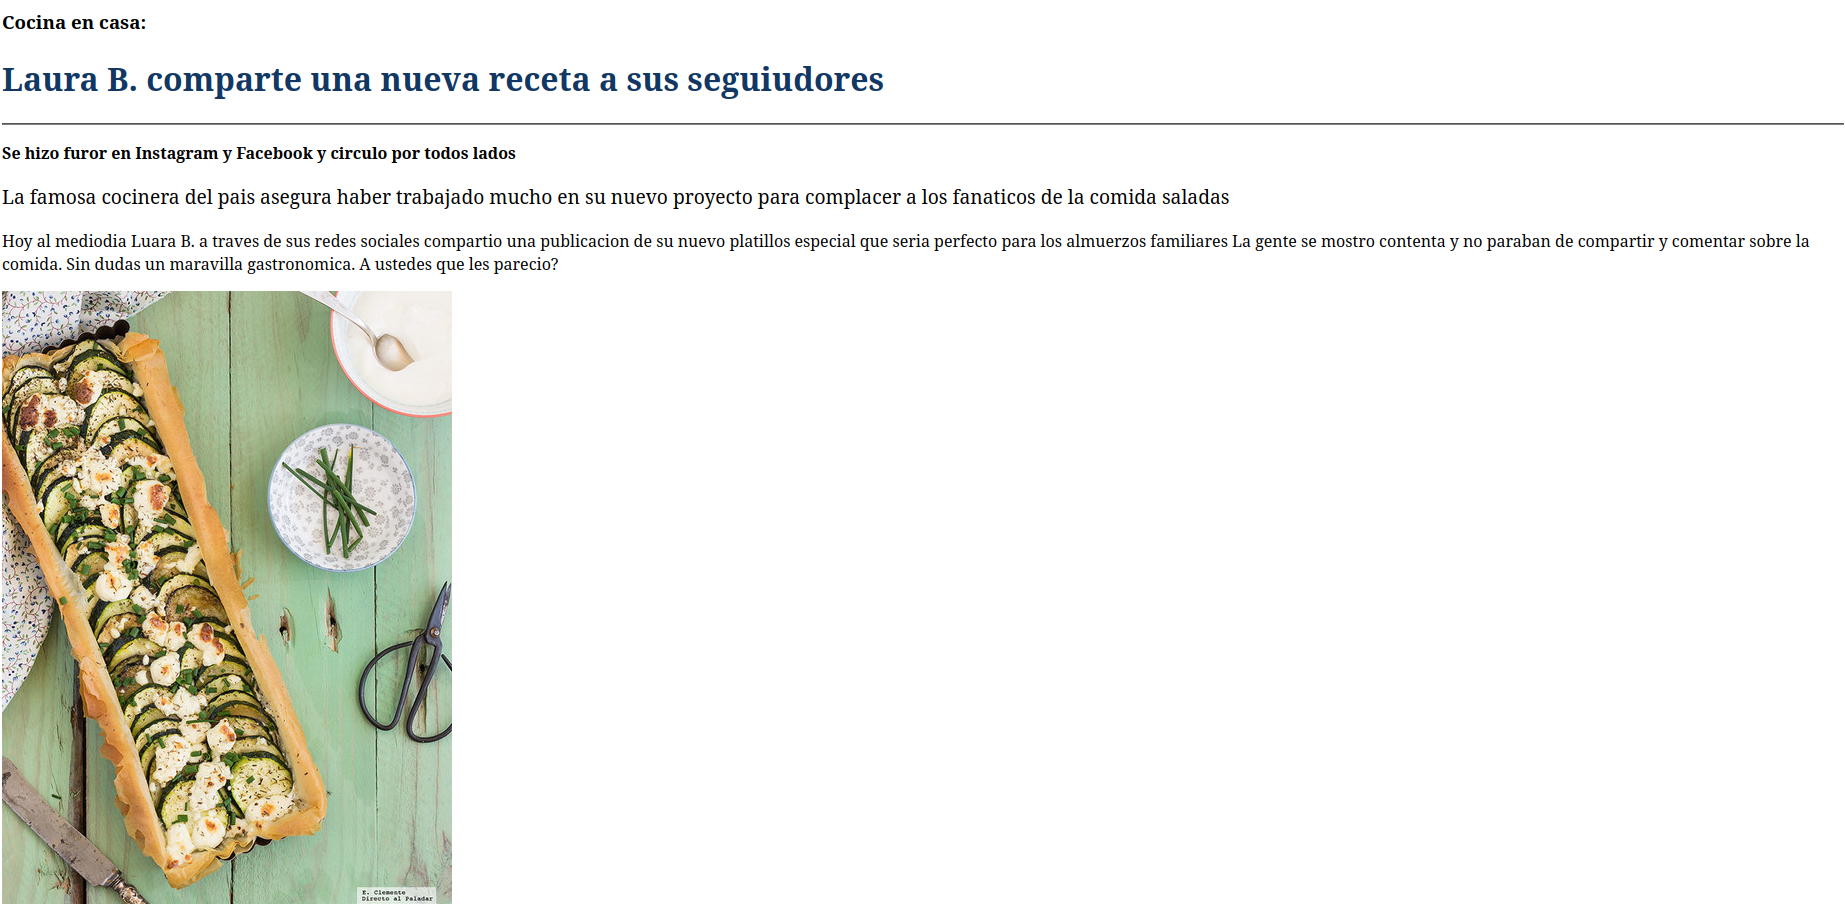 Cocina en casa:
Laura B. comparte una nueva receta a sus seguiudores
Se hizo furor en Instagram y Facebook y circulo por todos lados
La famosa cocinera del pais asegura haber trabajado mucho en su nuevo proyecto para complacer a los fanaticos de la comida saladas
Hoy al mediodia Luara B. a traves de sus redes sociales compartio una publicacion de su nuevo platillos especial que seria perfecto para los almuerzos familiares La gente se mostro contenta y no paraban de compartir y comentar sobre la
comida. Sin dudas un maravilla gastronomica. A ustedes que les parecio?
E. Clemente
Directo al Paladar